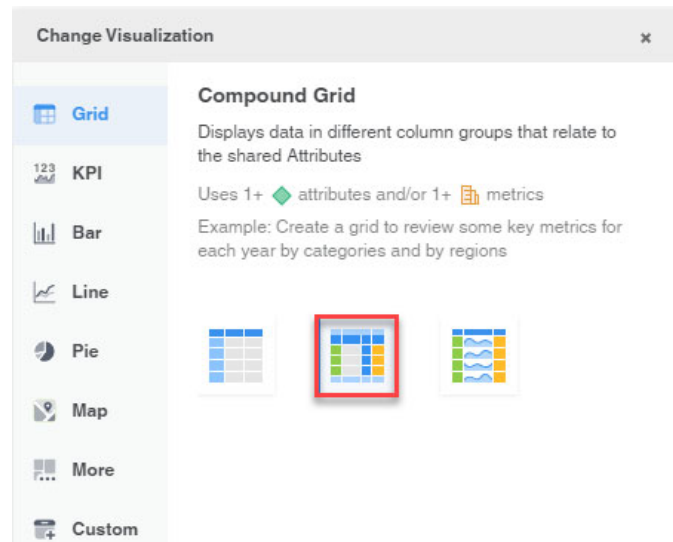 Change Visualization
×
Grid
123
KPI
Bar
Line
Pie
Map
More
Custom
Compound Grid
Displays data in different column groups that relate to
the shared Attributes
Uses 1+ attributes and/or 1+ metrics
Example: Create a grid to review some key metrics for
each year by categories and by regions